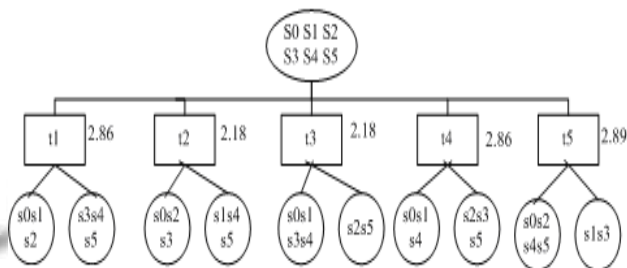 S0 S1 S2
S3 S4 S5
t1 2.86
t2 2.18
t3 2.18
t4 2.86
t5 2.89
s0s1
s2
s3s4
s5
s0s2
s3
s1s4
s5
s0s1
s3s4
s2s5
s0s1
s4
s2s3
s5
s0s2
s4s5
s1s3